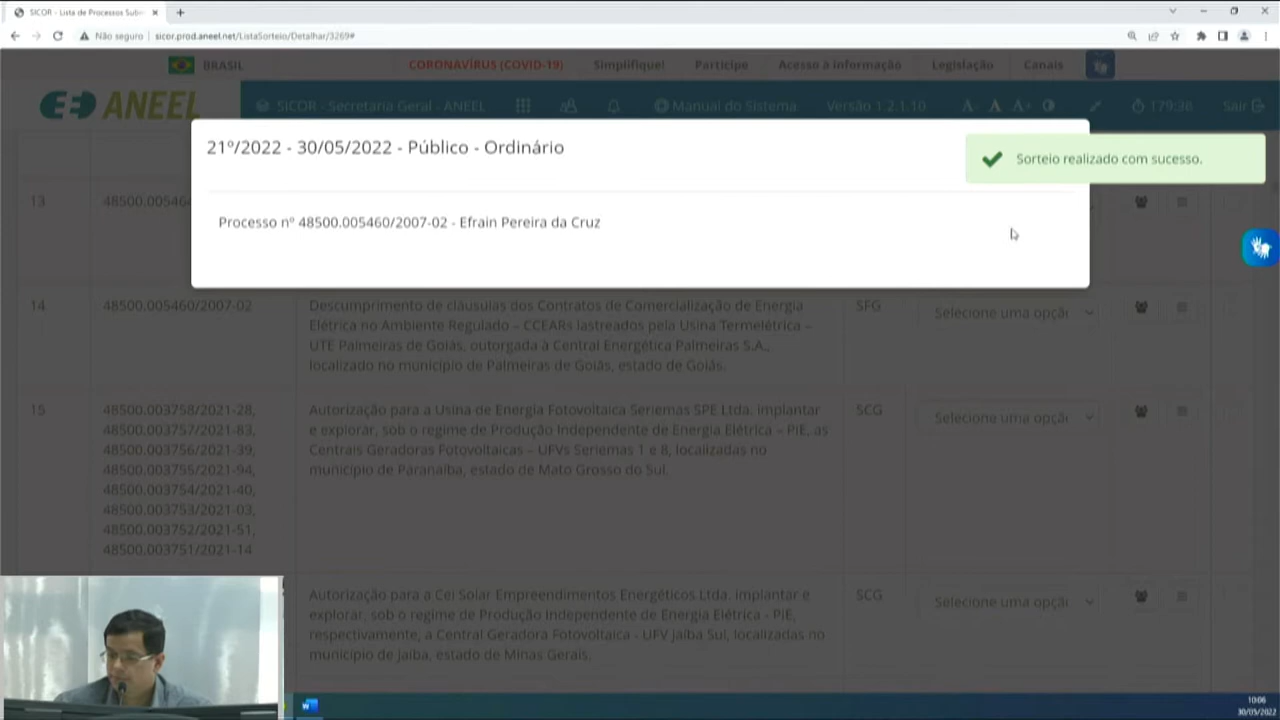 SICOR - Lista de Processos Sub
Não seguro | sicor.prod.aneel.net/ListaSorteio/Detalhar/3269#
BRASIL
CORONAVÍRUS (COVID-19)
Simplifique!
Participe
Acesso a informação
Legislação
Canais
ANEEL
SICOR - Secretaria Geral - ANEEL
Manual do Sistema
Versão 1.2.1.10
A-
A
A+
179:38
Sair
21º/2022 - 30/05/2022 - Público - Ordinário
Sorteio realizado com sucesso.
Processo nº 48500.005460/2007-02 - Efrain Pereira da Cruz
13
48500.00546
14
48500.005460/2007-02
Descumprimento de cláusulas dos Contratos de Comercialização de Energia
Elétrica no Ambiente Regulado – CCEARs lastreados pela Usina Termelétrica –
UTE Palmeiras de Goiás, outorgada à Central Energética Palmeiras S.A.,
localizado no município de Palmeiras de Goiás, estado de Goiás.
SFG
Selecione uma opçã
15
48500.003758/2021-28,
48500.003757/2021-83,
48500.003756/2021-39,
48500.003755/2021-94,
48500.003754/2021-40,
48500.003753/2021-03,
48500.003752/2021-51,
48500.003751/2021-14
Autorização para a Usina de Energia Fotovoltaica Seriemas SPE Ltda. implantar
e explorar, sob o regime de Produção Independente de Energia Elétrica – PIE, as
Centrais Geradoras Fotovoltaicas – UFVs Seriemas 1 e 8, localizadas no
município de Paranaíba, estado de Mato Grosso do Sul.
SCG
Selecione uma opçã
Autorização para a Cei Solar Empreendimentos Energéticos Ltda. implantar e
explorar, sob o regime de Produção Independente de Energia Elétrica - PIE,
respectivamente, a Central Geradora Fotovoltaica - UFV Jaíba Sul, localizadas no
município de Jaíba, estado de Minas Gerais.
SCG
Selecione uma opçã
10:06
30/05/2022